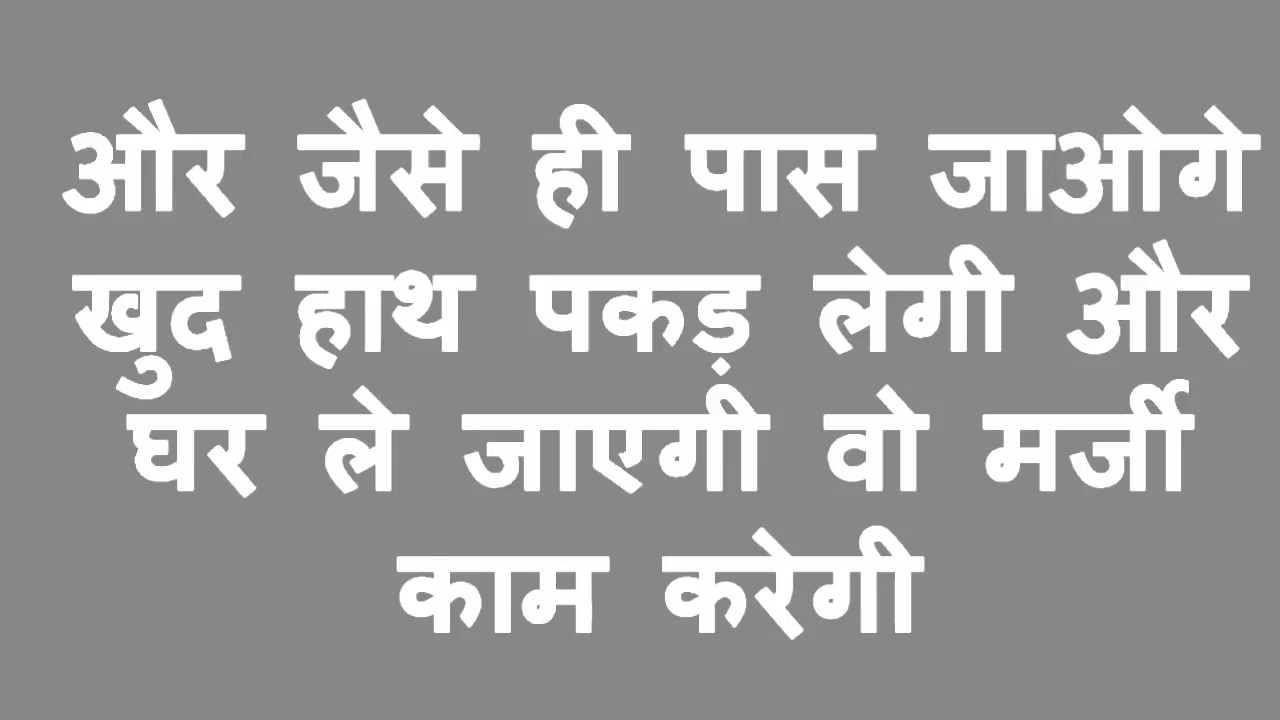 और जैसे ही पास जाओगे
खुद हाथ पकड़ लेगी और
घर ले जाएगी वो मर्जी
काम करेगी